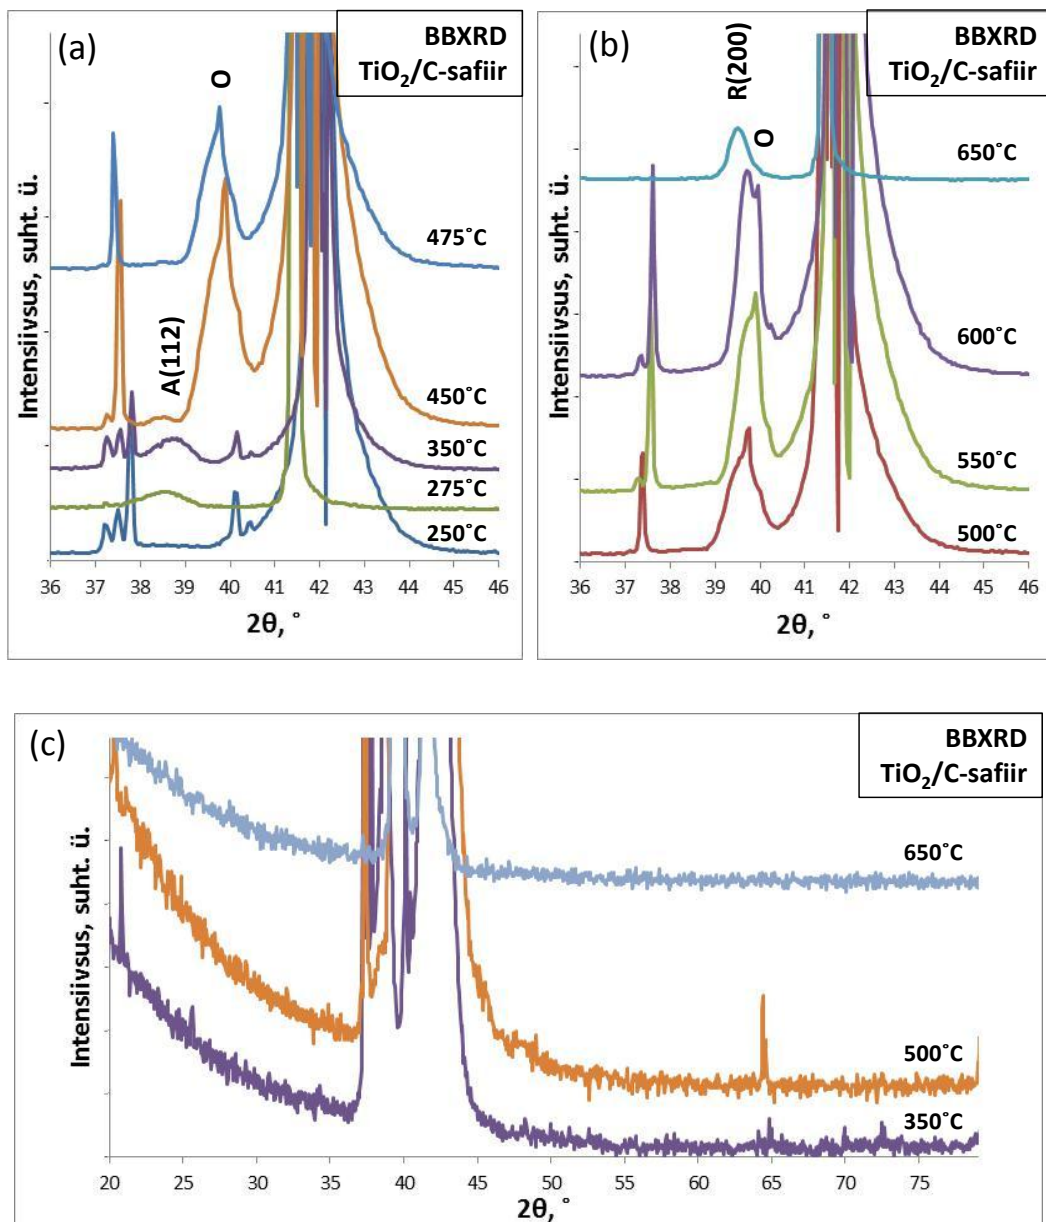 (a)
BBXRD
TiO₂/C-safiir
Intensiivsus, suht. ü.
O
A(112)
475˚C
450˚C
350˚C
275˚C
250˚C
36 37 38 39 40 41 42 43 44 45 46
2θ, ˚
(b)
BBXRD
TiO₂/C-safiir
Intensiivsus, suht. ü.
R(200)
O
650˚C
600˚C
550˚C
500˚C
36 37 38 39 40 41 42 43 44 45 46
2θ, ˚
(c)
BBXRD
TiO₂/C-safiir
Intensiivsus, suht. ü.
650˚C
500˚C
350˚C
20 25 30 35 40 45 50 55 60 65 70 75
2θ, ˚